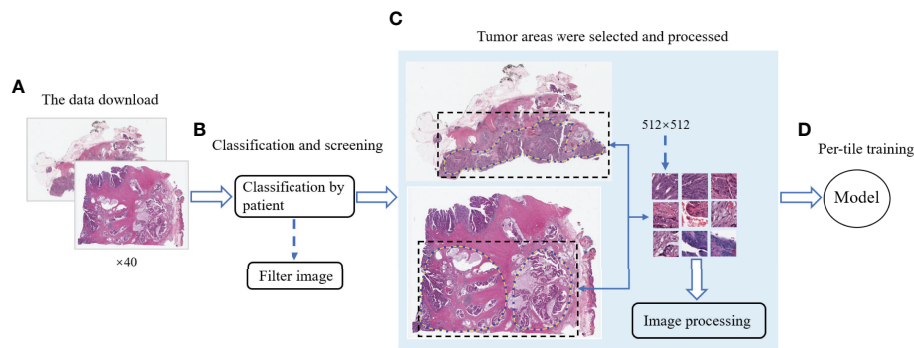 A
The data download
×40
B
Classification and screening
Classification by
patient
Filter image
C
Tumor areas were selected and processed
512×512
Image processing
D
Per-tile training
Model